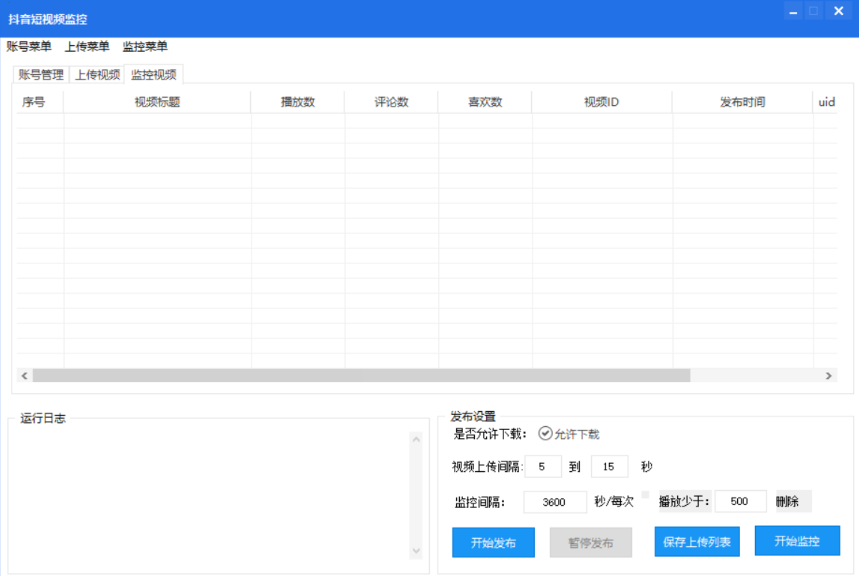 抖音短视频监控
账号菜单 上传菜单 监控菜单
账号管理 上传视频 监控视频
序号 视频标题 播放数 评论数 喜欢数 视频ID 发布时间 uid
运行日志
发布设置
是否允许下载: 允许下载
视频上传间隔: 5 到 15 秒
监控间隔: 3600 秒/每次 播放少于: 500 删除
开始发布 暂停发布 保存上传列表 开始监控